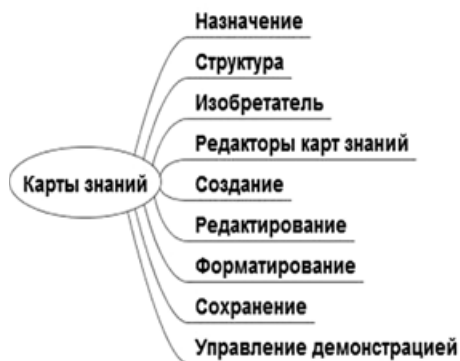 Назначение
Структура
Изобретатель
Редакторы карт знаний
Карты знаний
Создание
Редактирование
Форматирование
Сохранение
Управление демонстрацией